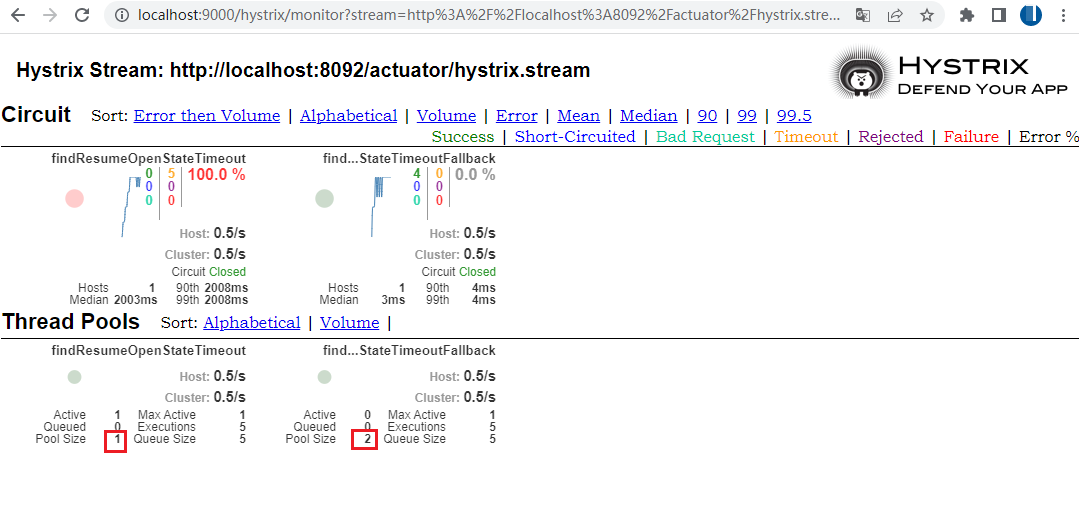 localhost:9000/hystrix/monitor?stream=http%3A%2F%2Flocalhost%3A8092%2Factuator%2Fhystrix.stre...
Hystrix Stream: http://localhost:8092/actuator/hystrix.stream
HYSTRIX
DEFEND YOUR APP
Circuit Sort: Error then Volume | Alphabetical | Volume | Error | Mean | Median | 90 | 99 | 99.5
Success | Short-Circuited | Bad Request | Timeout | Rejected | Failure | Error %
findResumeOpenStateTimeout
0 5 100.0 %
0 0
0 0
Host: 0.5/s
Cluster: 0.5/s
Circuit Closed
Hosts 1 90th 2008ms
Median 2003ms 99th 2008ms
find...StateTimeoutFallback
4 0 0.0 %
0 0
0 0
Host: 0.5/s
Cluster: 0.5/s
Circuit Closed
Hosts 1 90th 4ms
Median 3ms 99th 4ms
Thread Pools Sort: Alphabetical | Volume |
findResumeOpenStateTimeout
Host: 0.5/s
Cluster: 0.5/s
Active 1 Max Active 1
Queued 0 Executions 5
Pool Size 1 Queue Size 5
find...StateTimeoutFallback
Host: 0.5/s
Cluster: 0.5/s
Active 0 Max Active 1
Queued 0 Executions 5
Pool Size 2 Queue Size 5